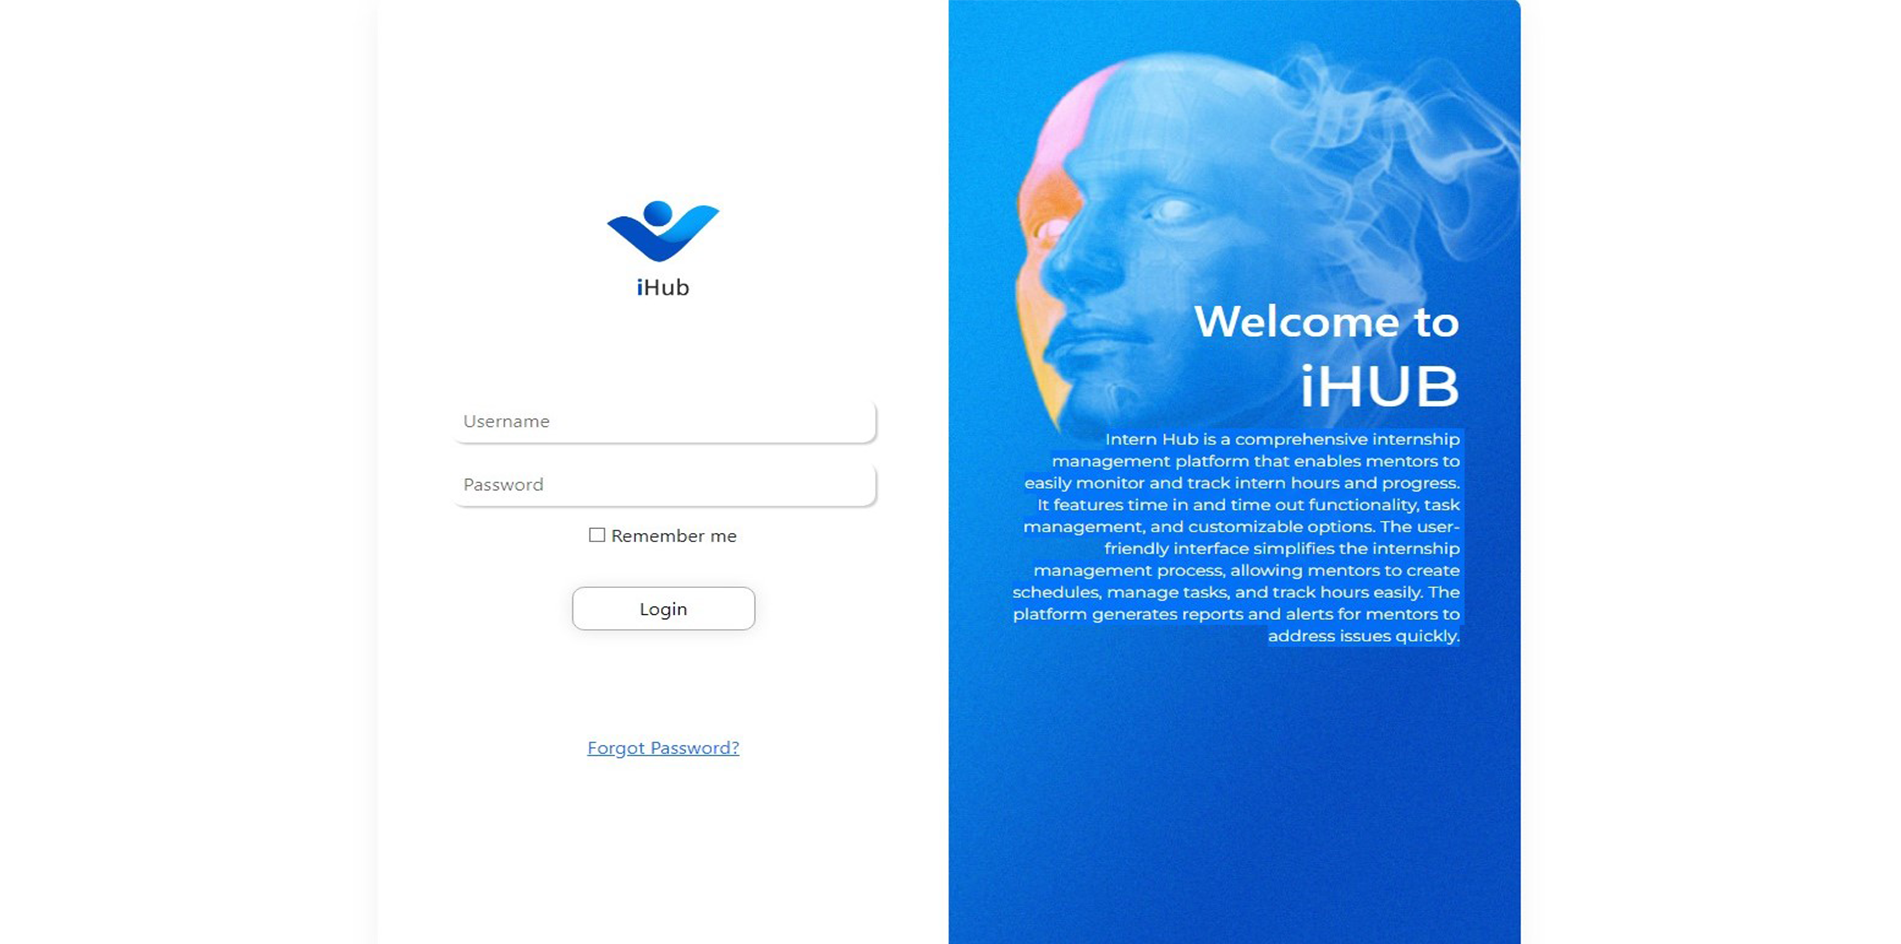 iHub
Username
Password
Remember me
Login
Forgot Password?
Welcome to
iHUB
Intern Hub is a comprehensive internship
management platform that enables mentors to
easily monitor and track intern hours and progress.
It features time in and time out functionality, task
management, and customizable options. The user-
friendly interface simplifies the internship
management process, allowing mentors to create
schedules, manage tasks, and track hours easily. The
platform generates reports and alerts for mentors to
address issues quickly.